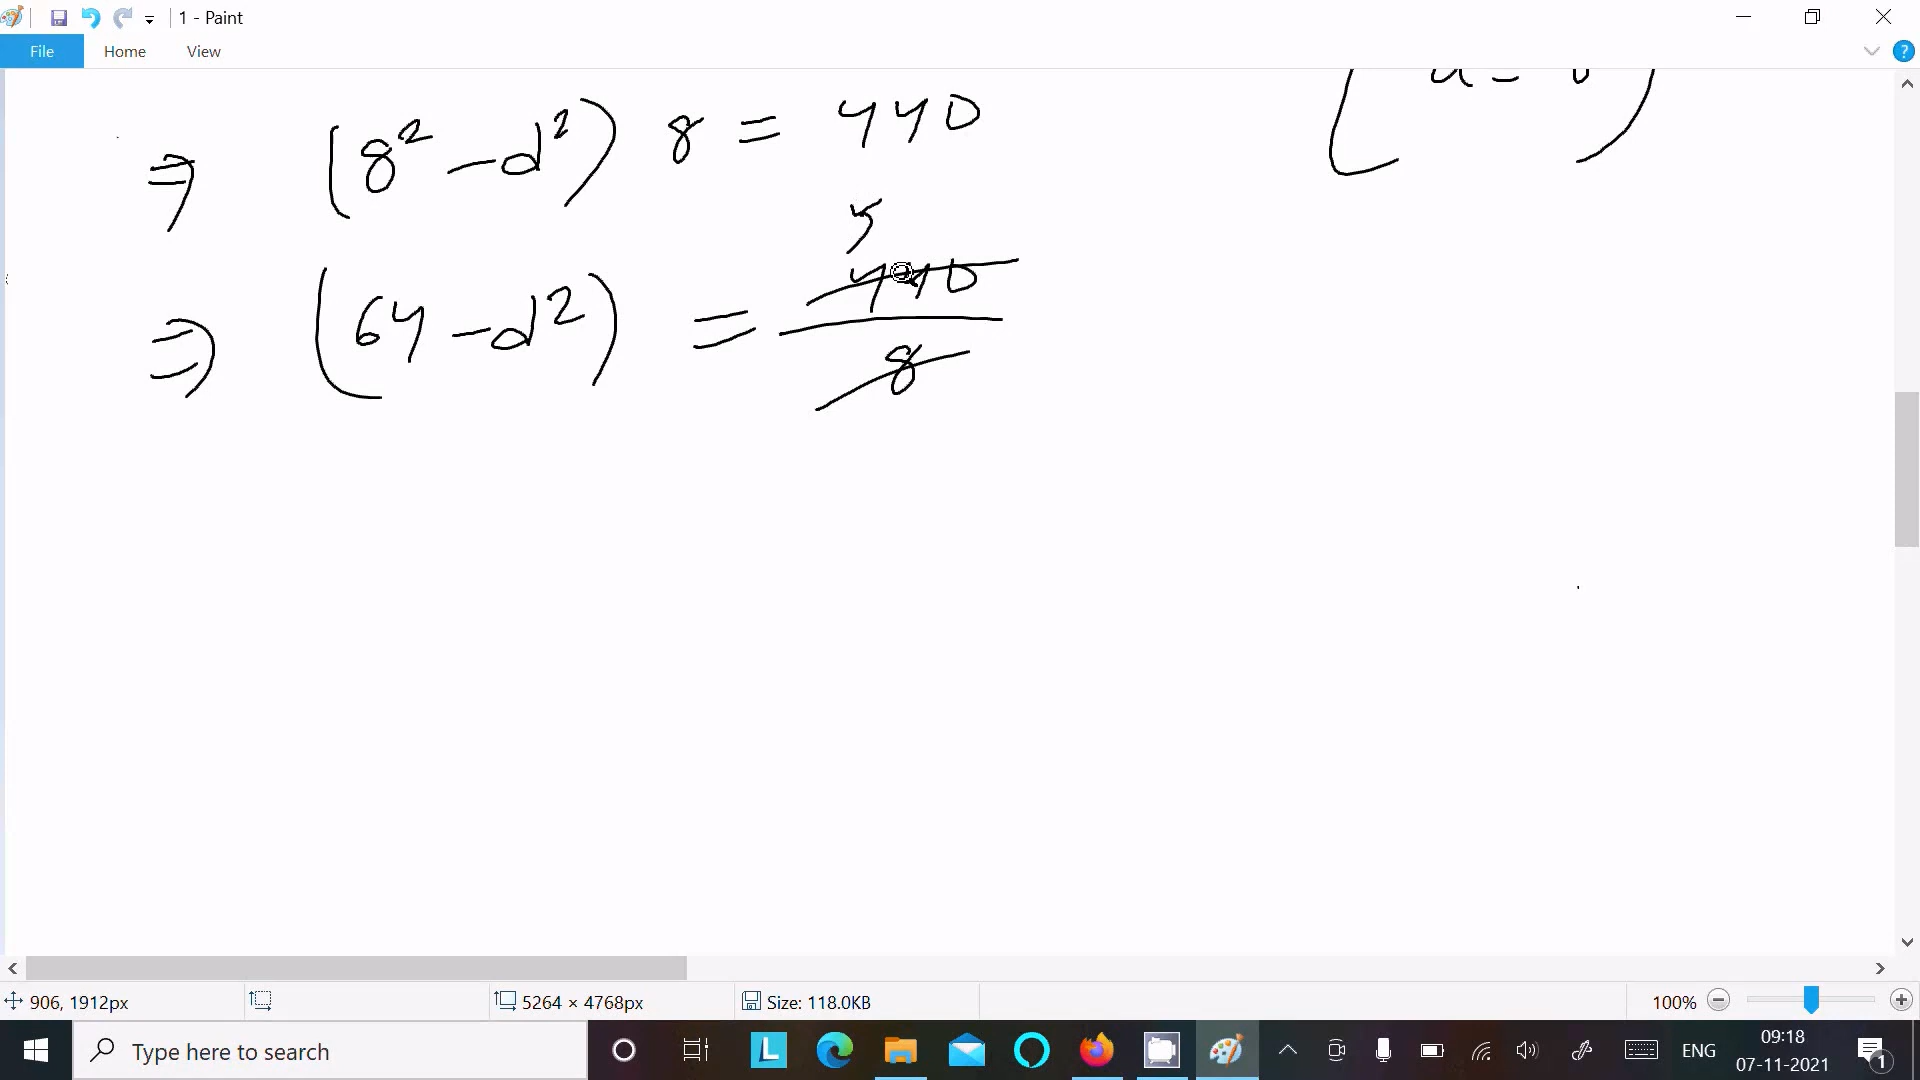 1 - Paint
File Home View
⇒ (8² - d²) 8 = 440
5
⇒ (64 - d²) = 440
8
906, 1912px 5264 × 4768px Size: 118.0KB 100%
Type here to search L ENG 09:18
07-11-2021 1